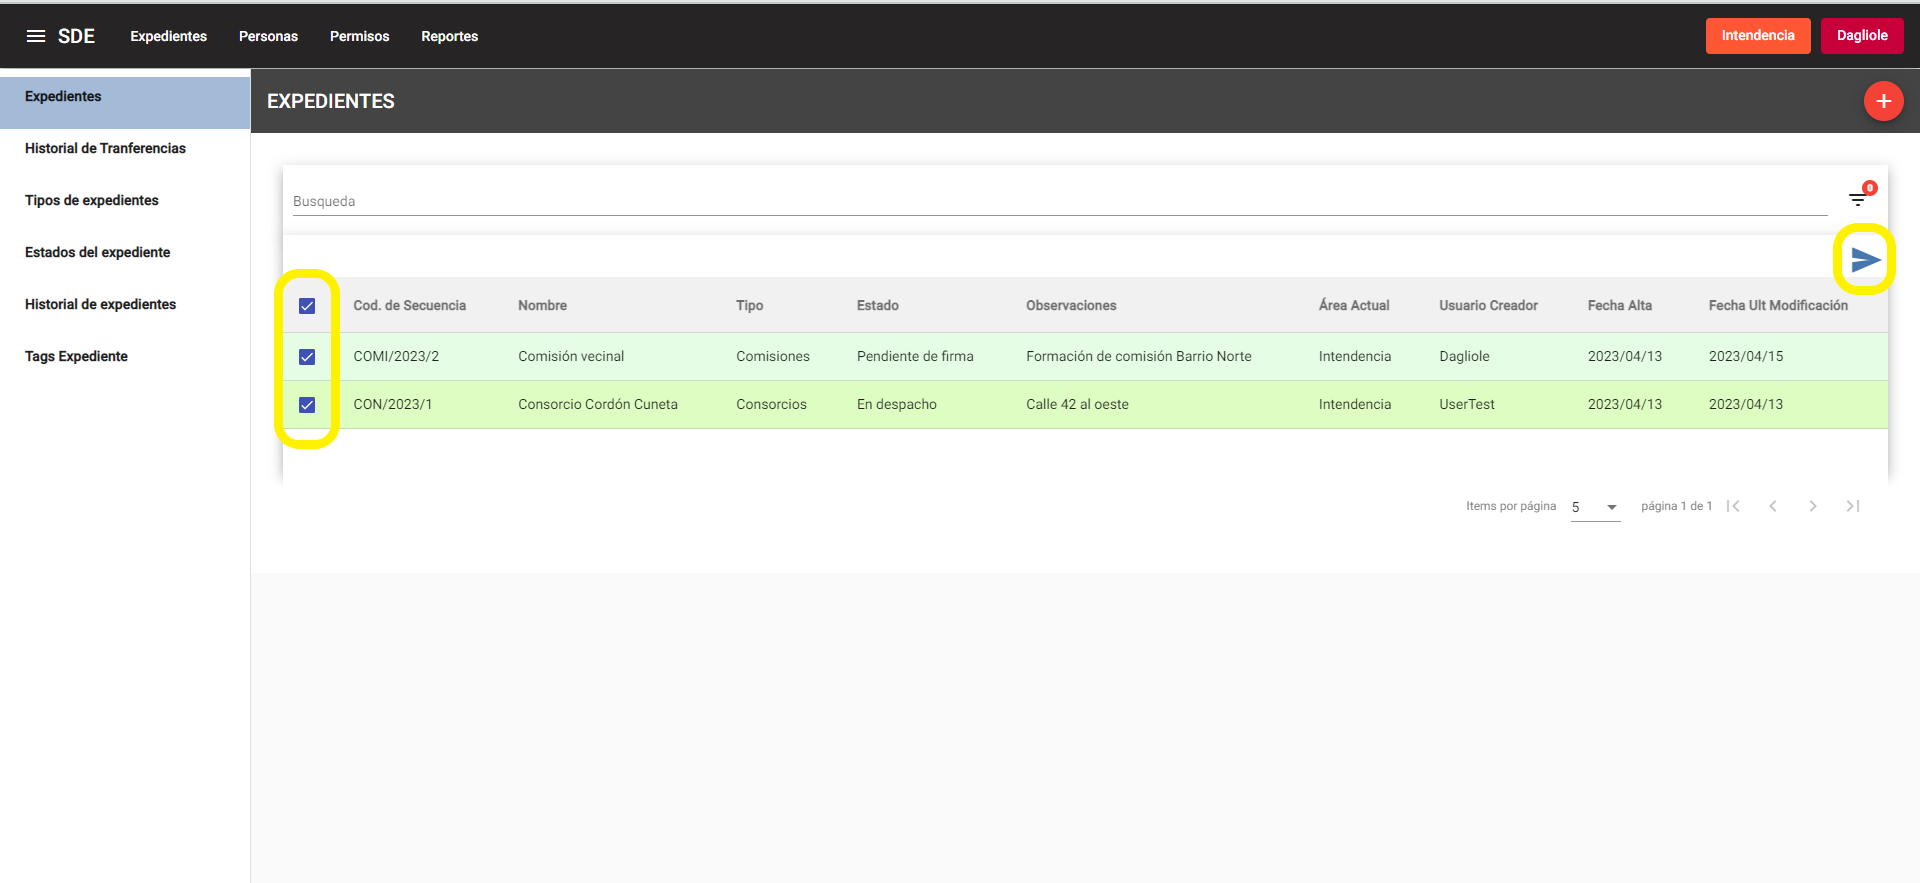 SDE Expedientes Personas Permisos Reportes Intendencia Dagliole
Expedientes
Historial de Tranferencias
Tipos de expedientes
Estados del expediente
Historial de expedientes
Tags Expediente
EXPEDIENTES
+
Busqueda
0
Cod. de Secuencia Nombre Tipo Estado Observaciones Área Actual Usuario Creador Fecha Alta Fecha Ult Modificación
COMI/2023/2 Comisión vecinal Comisiones Pendiente de firma Formación de comisión Barrio Norte Intendencia Dagliole 2023/04/13 2023/04/15
CON/2023/1 Consorcio Cordón Cuneta Consorcios En despacho Calle 42 al oeste Intendencia UserTest 2023/04/13 2023/04/13
Items por página 5 página 1 de 1